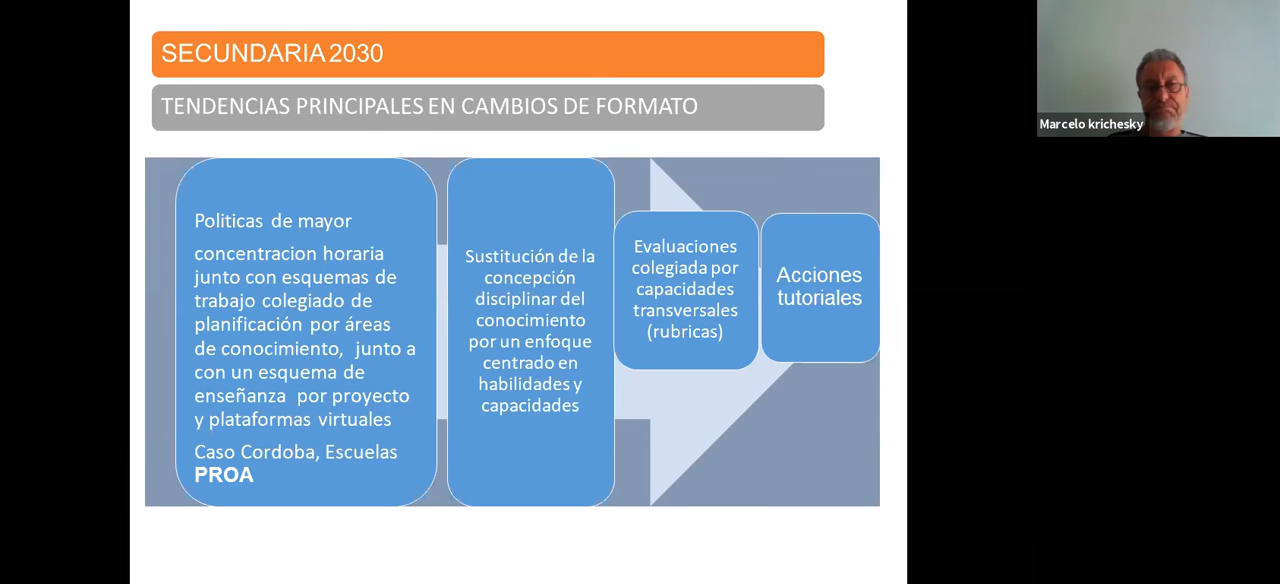 SECUNDARIA 2030
TENDENCIAS PRINCIPALES EN CAMBIOS DE FORMATO
Politicas de mayor
concentracion horaria
junto con esquemas de
trabajo colegiado de
planificación por áreas
de conocimiento, junto a
con un esquema de
enseñanza por proyecto
y plataformas virtuales
Caso Cordoba, Escuelas
PROA
Sustitución de la
concepción
disciplinar del
conocimiento
por un enfoque
centrado en
habilidades y
capacidades
Evaluaciones
colegiada por
capacidades
transversales
(rubricas)
Acciones
tutoriales
Marcelo krichesky